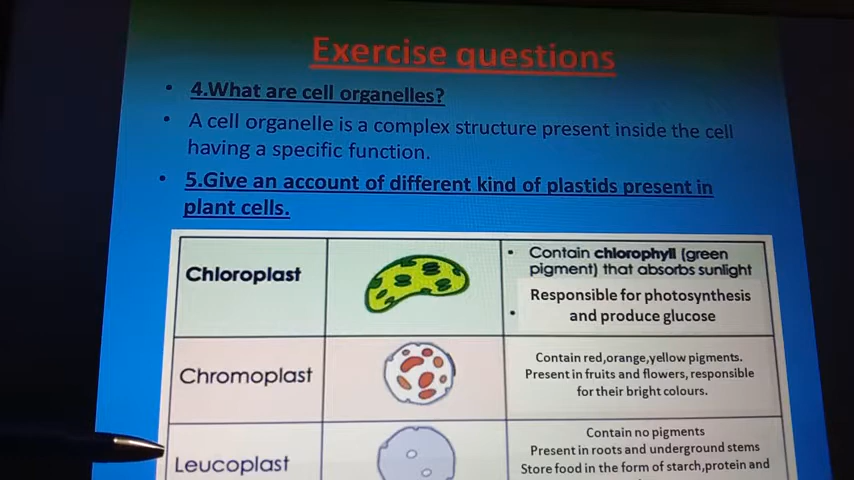 Exercise questions
• 4.What are cell organelles?
• A cell organelle is a complex structure present inside the cell
having a specific function.
• 5.Give an account of different kind of plastids present in
plant cells.
Chloroplast
• Contain chlorophyll (green
pigment) that absorbs sunlight
• Responsible for photosynthesis
and produce glucose
Chromoplast
Contain red,orange,yellow pigments.
Present in fruits and flowers, responsible
for their bright colours.
Leucoplast
Contain no pigments
Present in roots and underground stems
Store food in the form of starch,protein and